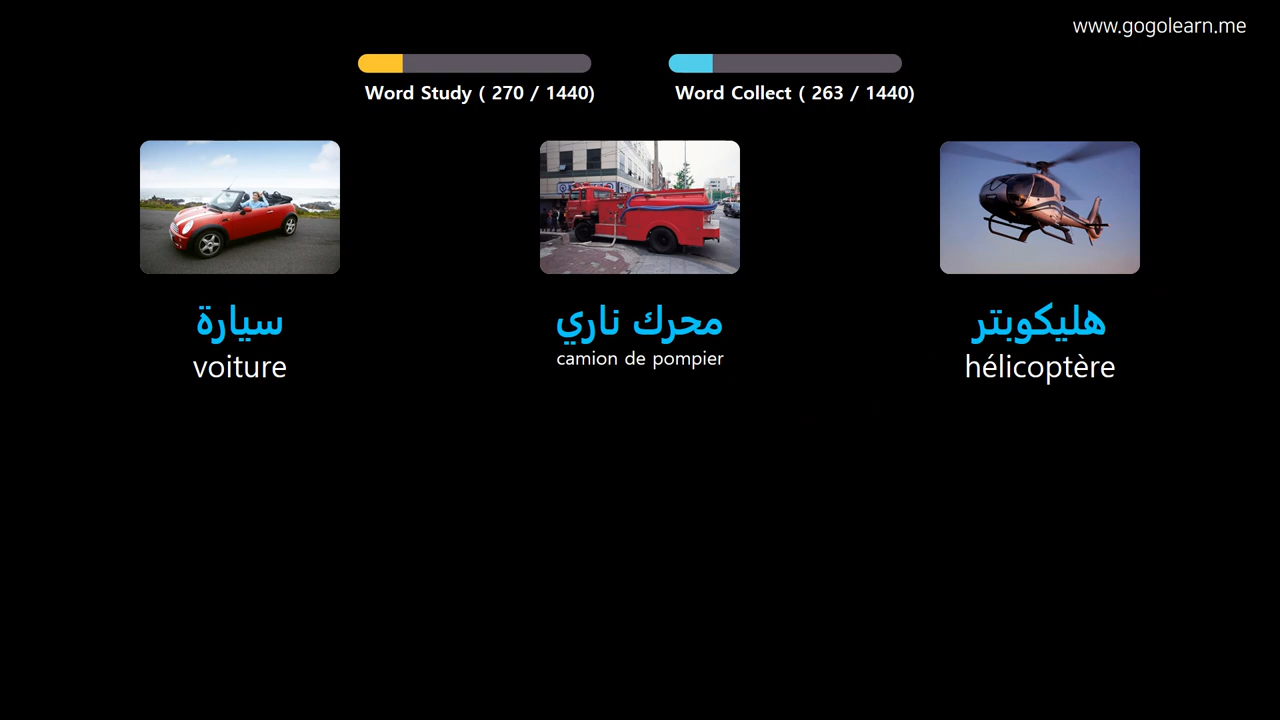 www.gogolearn.me
Word Study ( 270 / 1440)
Word Collect ( 263 / 1440)
سيارة
voiture
محرك ناري
camion de pompier
هليكوبتر
hélicoptère